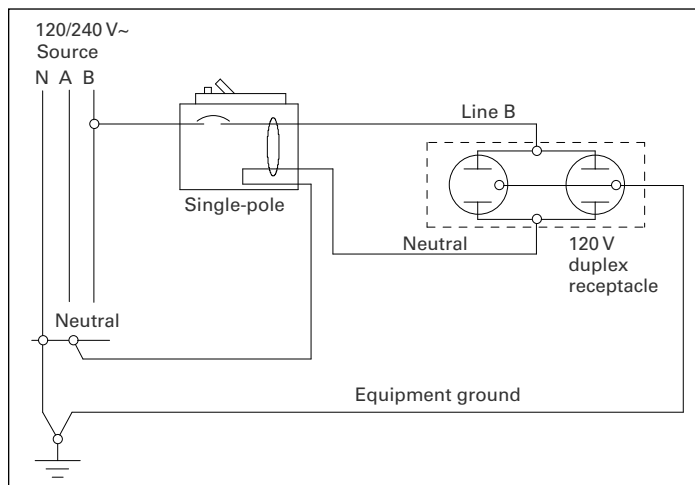 120/240 V~
Source
N A B
Line B
Single-pole
Neutral
120 V
duplex
receptacle
Neutral
Equipment ground